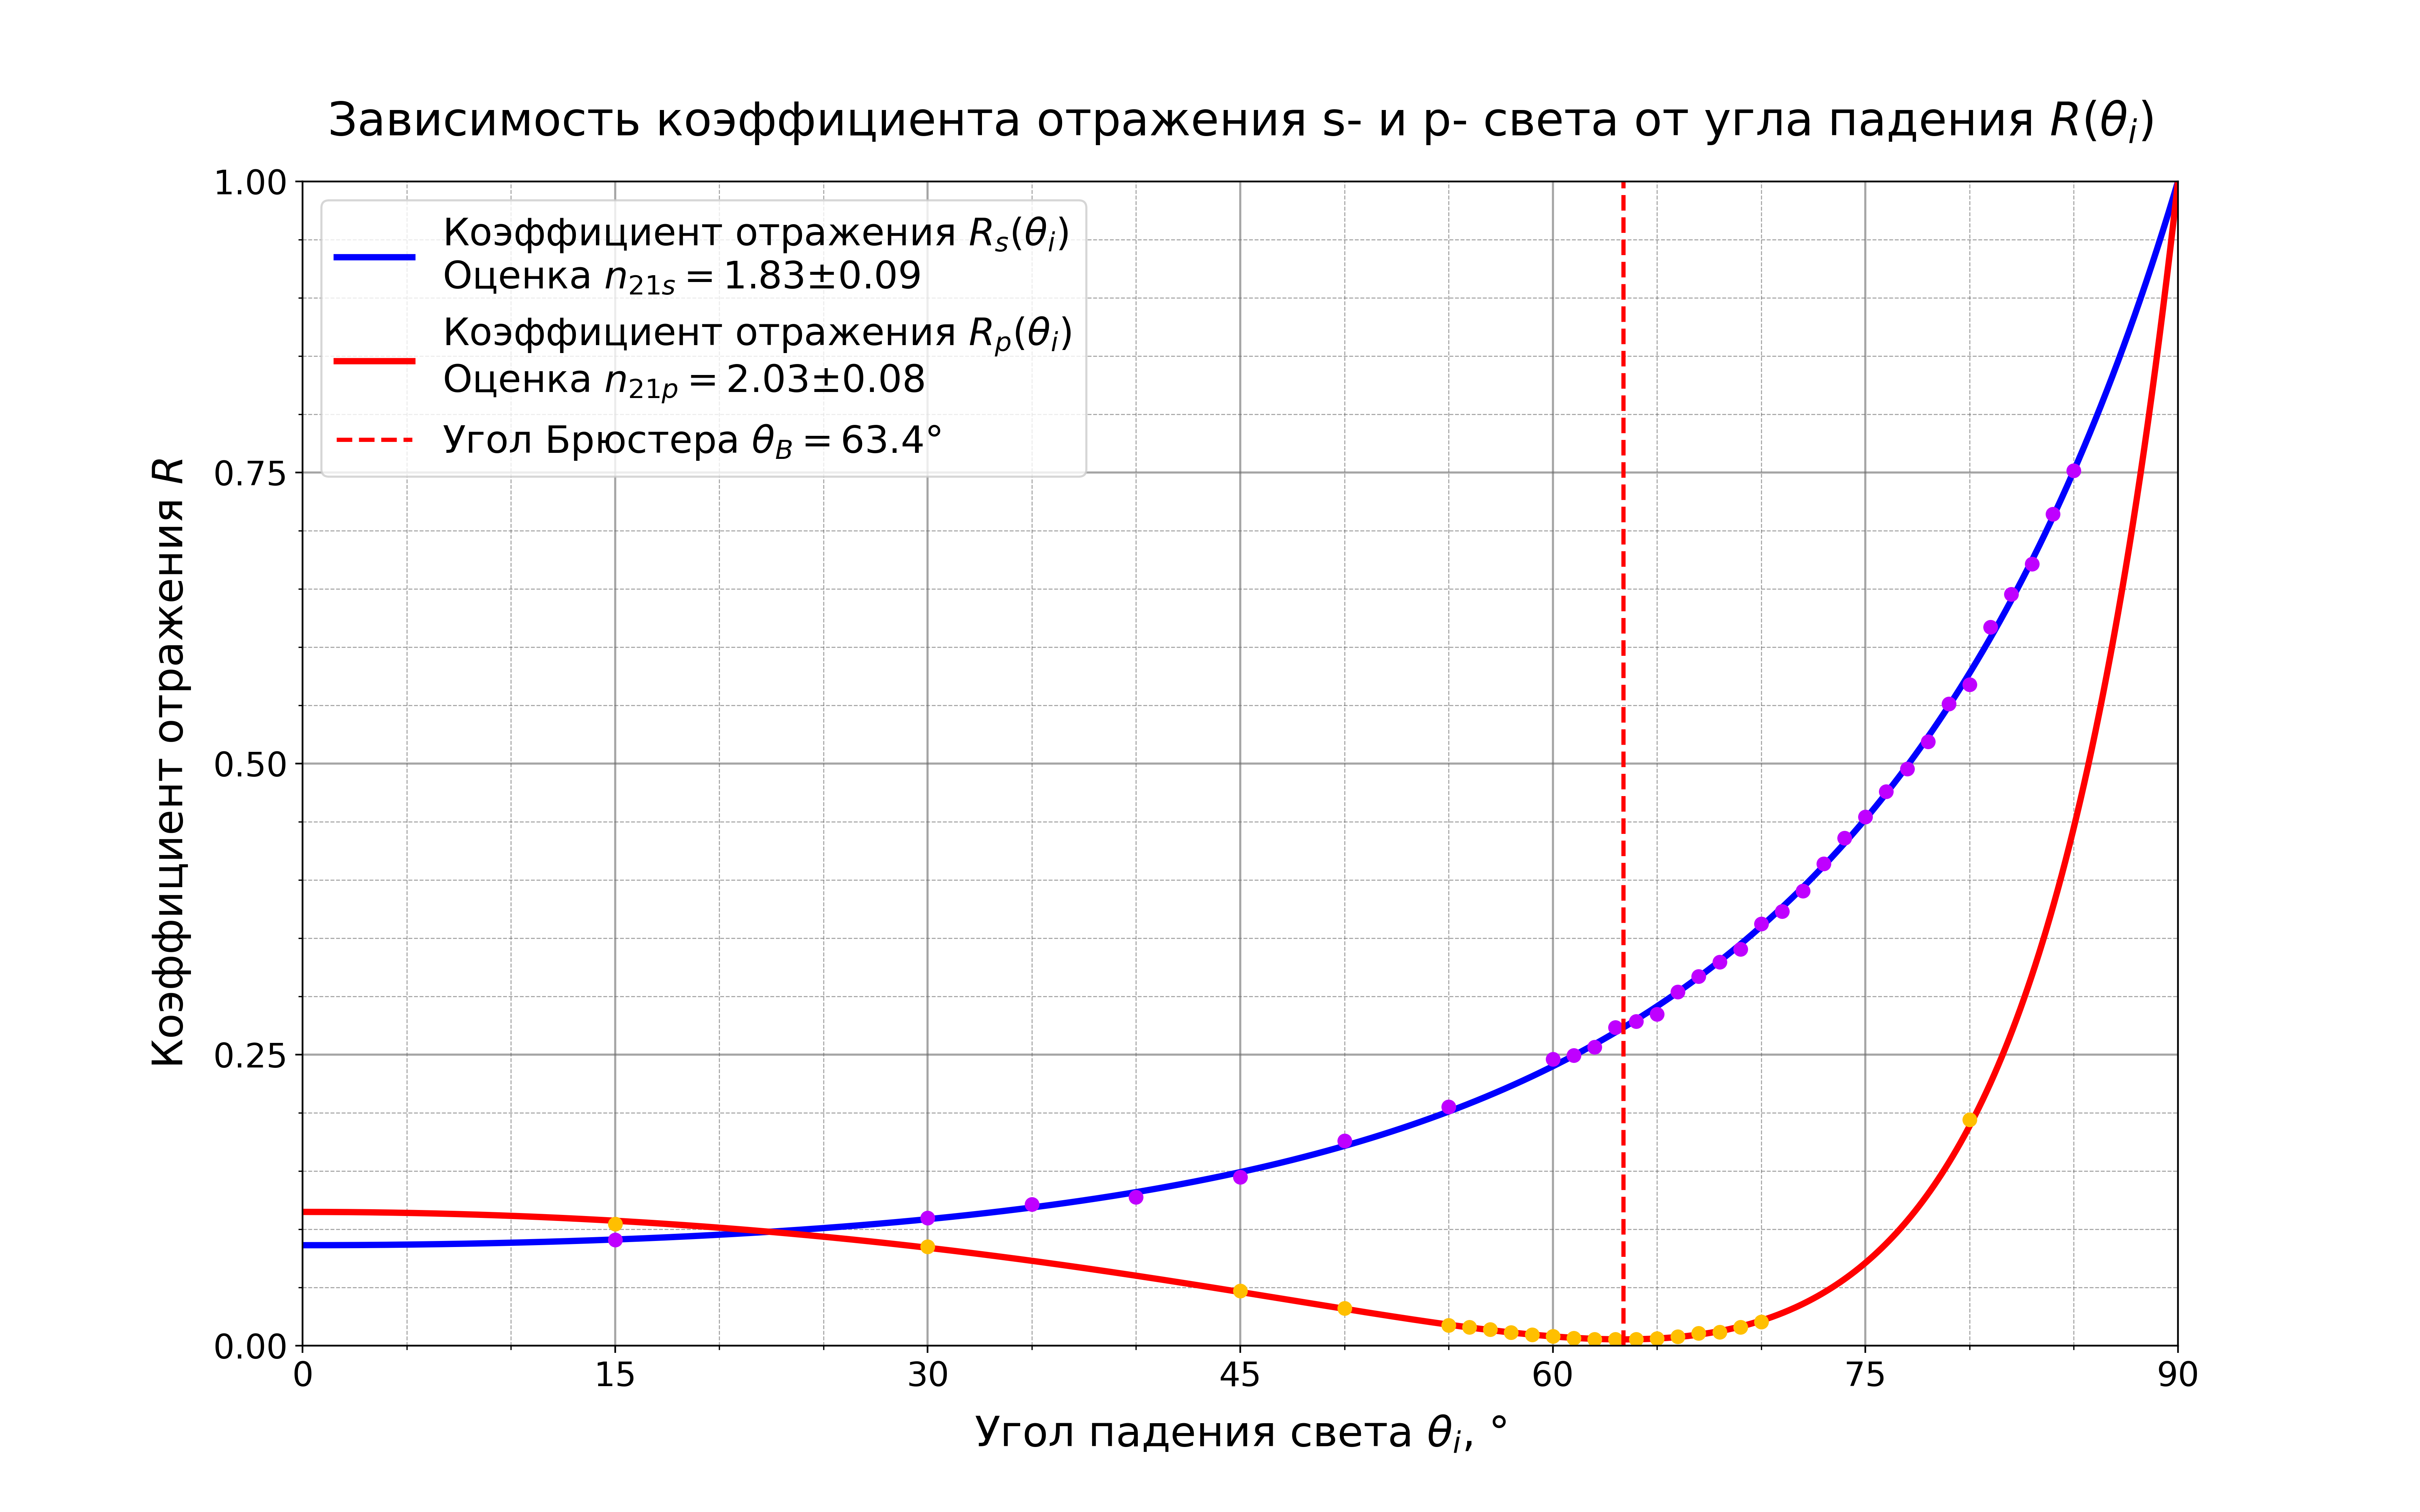 Зависимость коэффициента отражения s- и p- света от угла падения R(θᵢ)
1.00
0.75
0.50
0.25
0.00
Коэффициент отражения R
Коэффициент отражения Rₛ(θᵢ)
Оценка n₂₁ₛ = 1.83±0.09
Коэффициент отражения Rₚ(θᵢ)
Оценка n₂₁ₚ = 2.03±0.08
Угол Брюстера θ_B = 63.4°
0 15 30 45 60 75 90
Угол падения света θᵢ, °